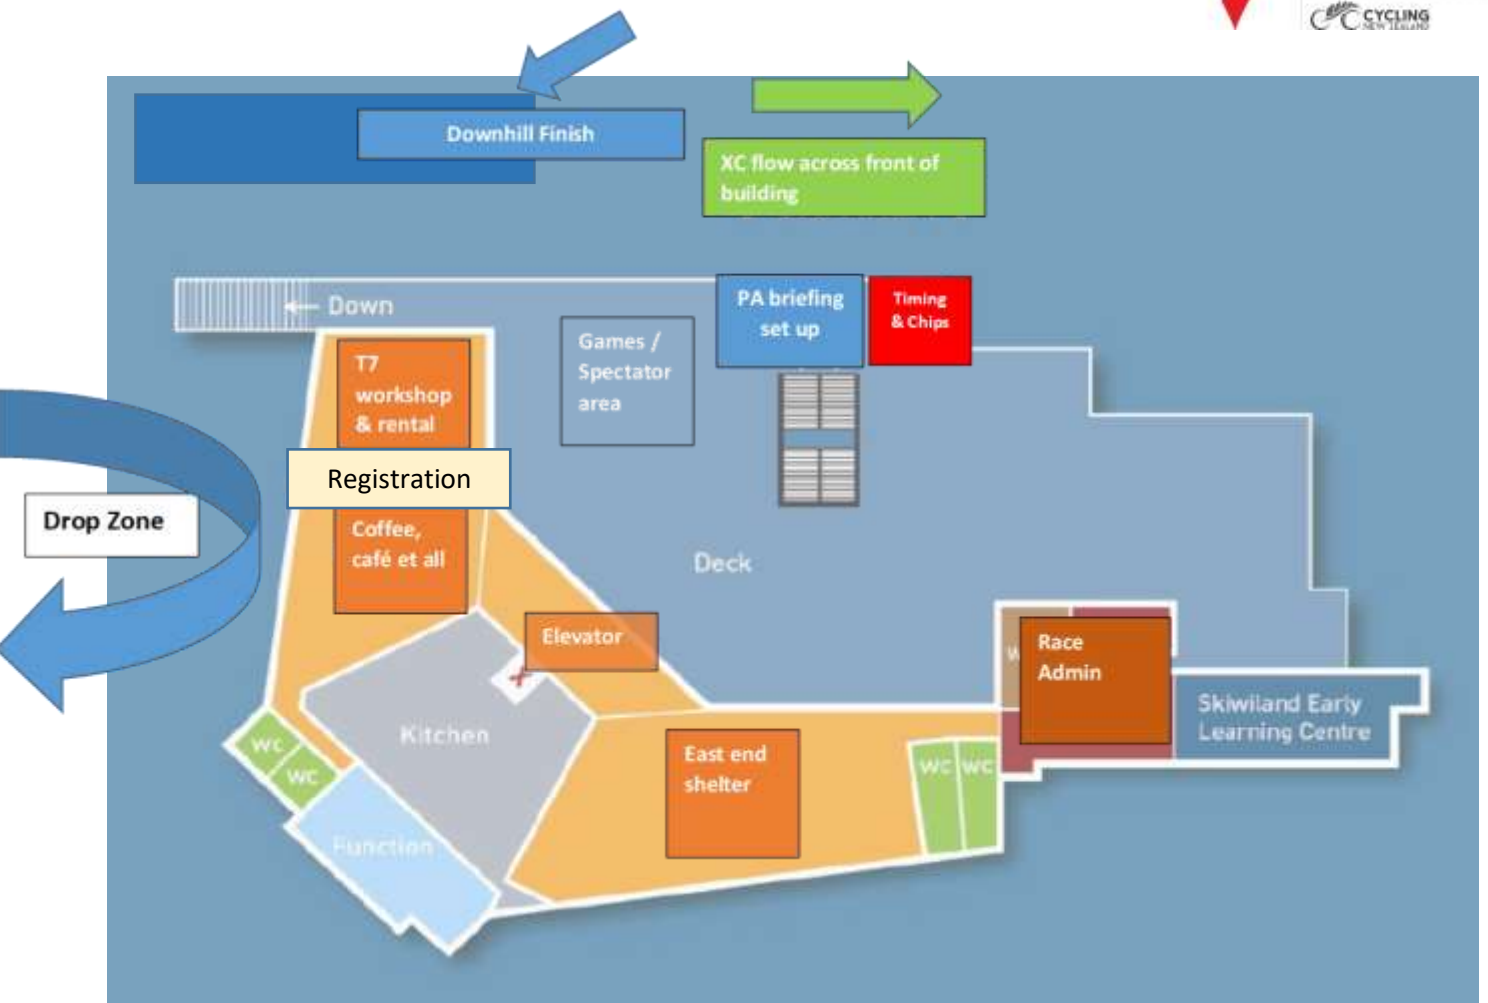 CYCLING
NEW ZEALAND
Downhill Finish
XC flow across front of
building
Down
PA briefing
set up
Timing
& Chips
Games /
Spectator
area
T7
workshop
& rental
Registration
Drop Zone
Coffee,
café et all
Deck
Elevator
W
Race
Admin
Skiwiland Early
Learning Centre
Kitchen
WC
WC
East end
shelter
WC WC
Function